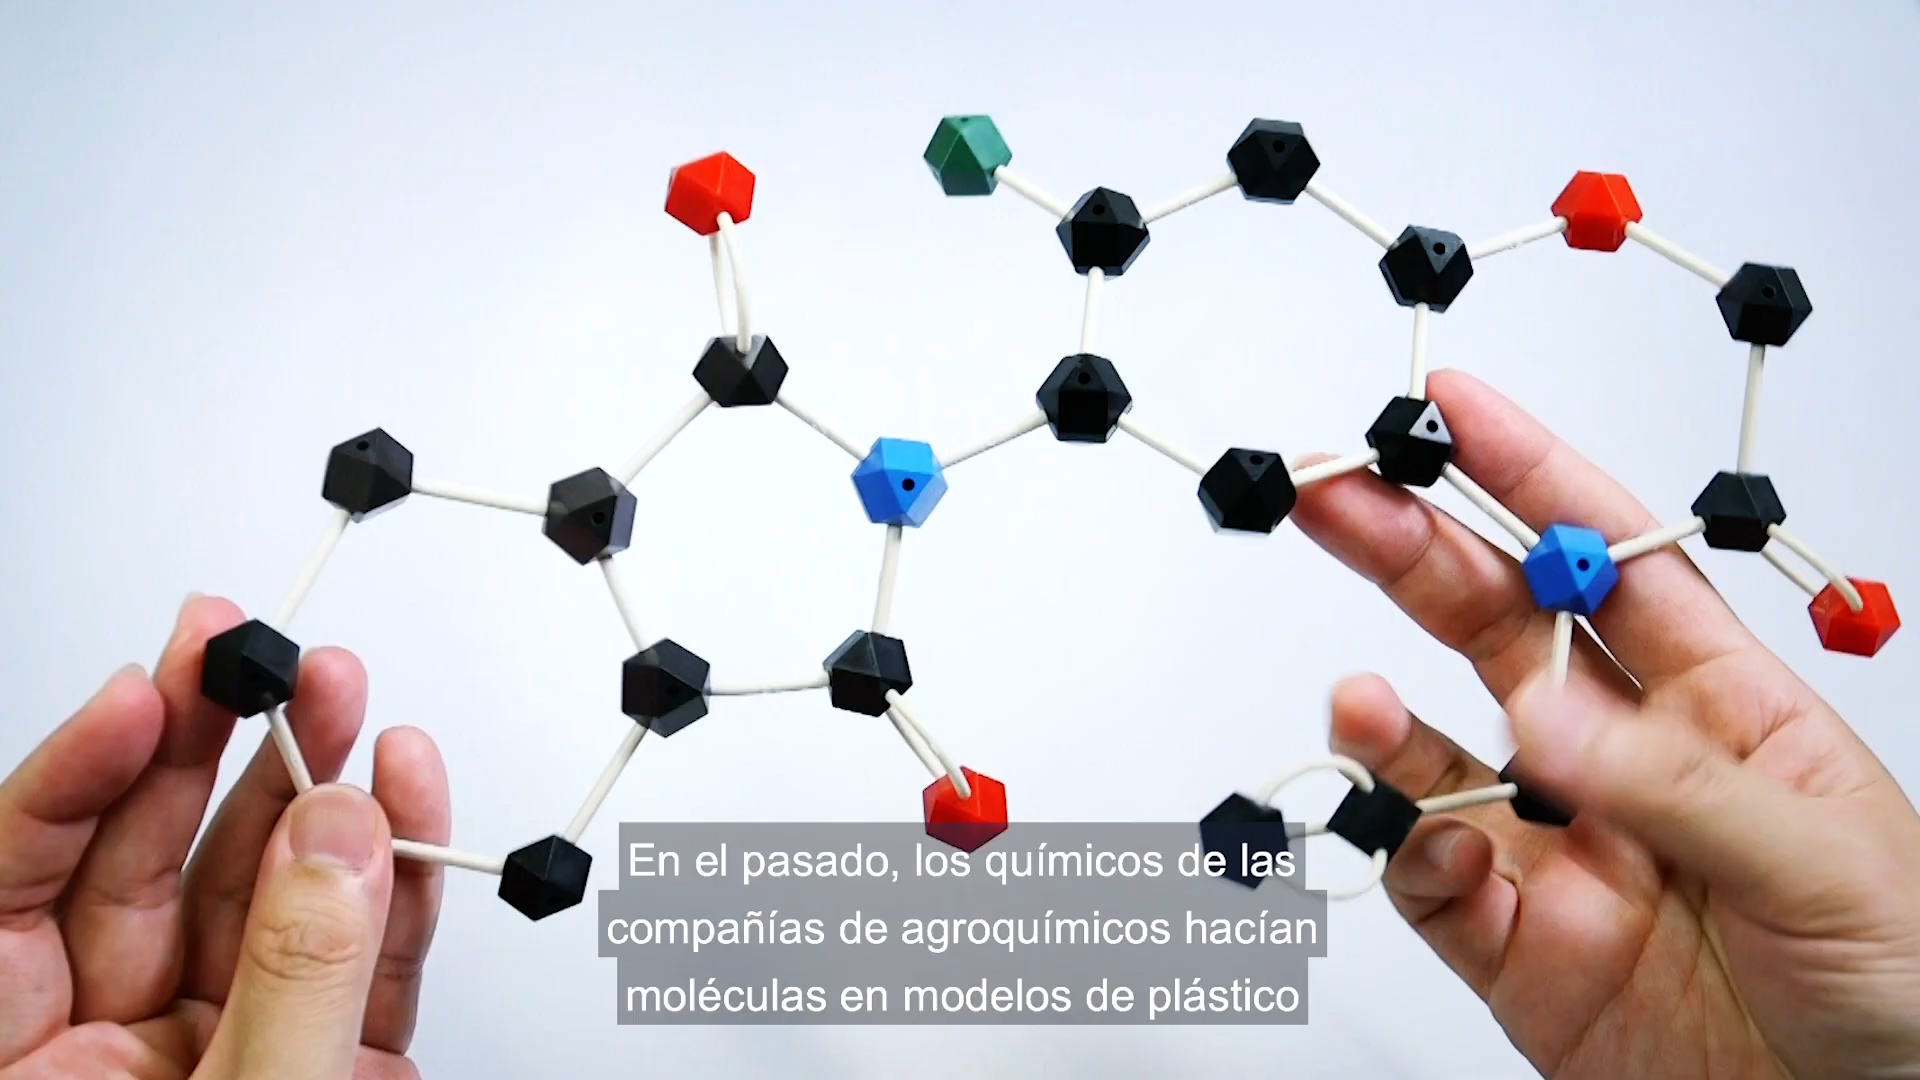 En el pasado, los químicos de las
compañías de agroquímicos hacían
moléculas en modelos de plástico